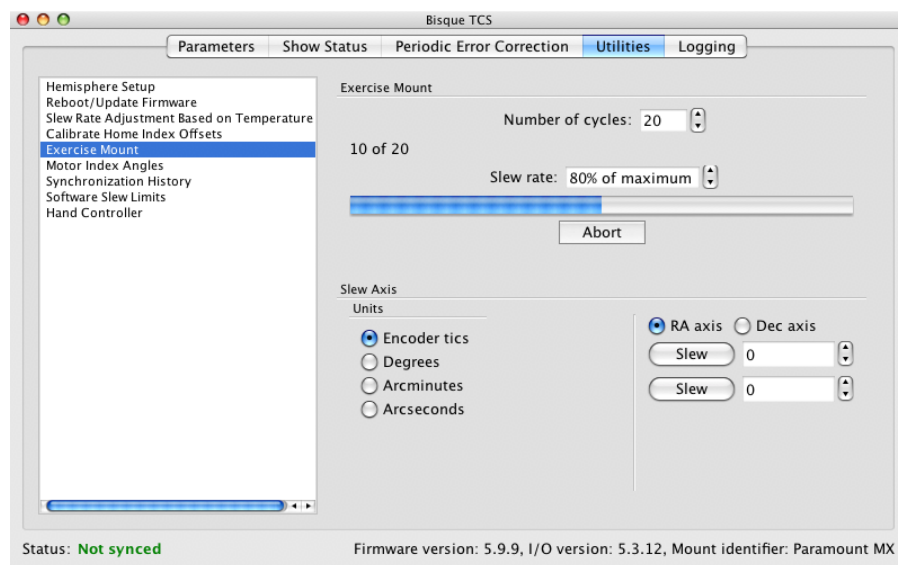 Bisque TCS
Parameters Show Status Periodic Error Correction Utilities Logging
Hemisphere Setup
Reboot/Update Firmware
Slew Rate Adjustment Based on Temperature
Calibrate Home Index Offsets
Exercise Mount
Motor Index Angles
Synchronization History
Software Slew Limits
Hand Controller
Exercise Mount
Number of cycles: 20
10 of 20
Slew rate: 80% of maximum
Abort
Slew Axis
Units
Encoder tics
Degrees
Arcminutes
Arcseconds
RA axis Dec axis
Slew 0
Slew 0
Status: Not synced
Firmware version: 5.9.9, I/O version: 5.3.12, Mount identifier: Paramount MX